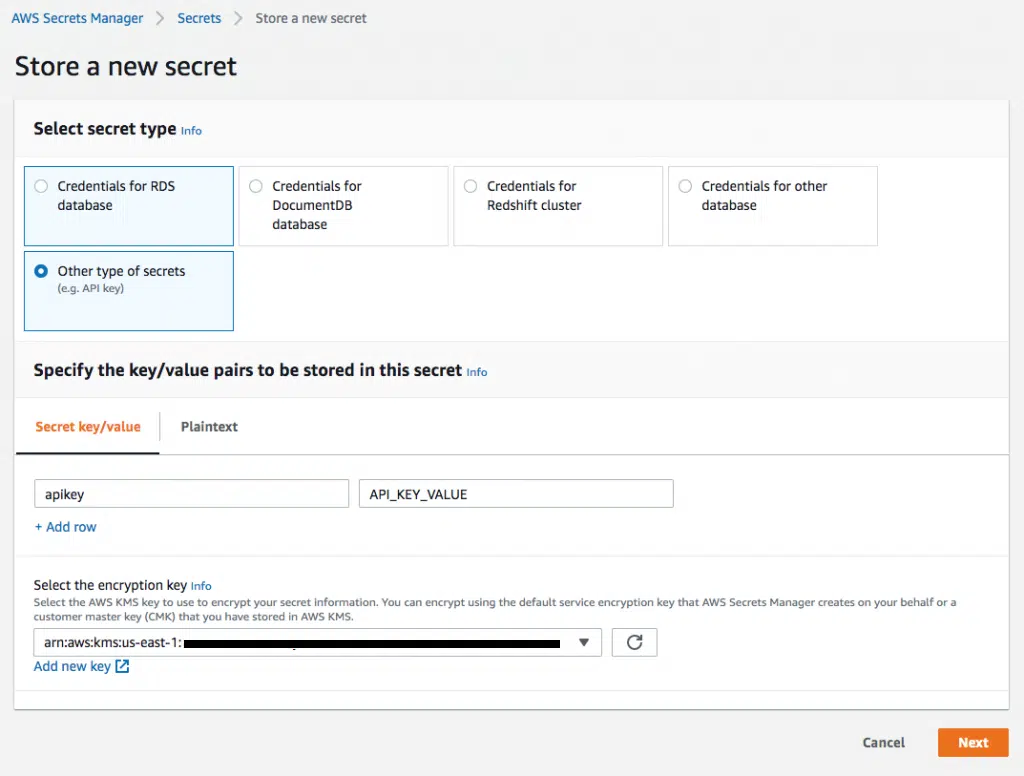 AWS Secrets Manager > Secrets > Store a new secret
Store a new secret
Select secret type Info
Credentials for RDS
database
Credentials for
DocumentDB
database
Credentials for
Redshift cluster
Credentials for other
database
Other type of secrets
(e.g. API key)
Specify the key/value pairs to be stored in this secret Info
Secret key/value
Plaintext
apikey
API_KEY_VALUE
+ Add row
Select the encryption key Info
Select the AWS KMS key to use to encrypt your secret information. You can encrypt using the default service encryption key that AWS Secrets Manager creates on your behalf or a
customer master key (CMK) that you have stored in AWS KMS.
arn:aws:kms:us-east-1:
Add new key
Cancel
Next